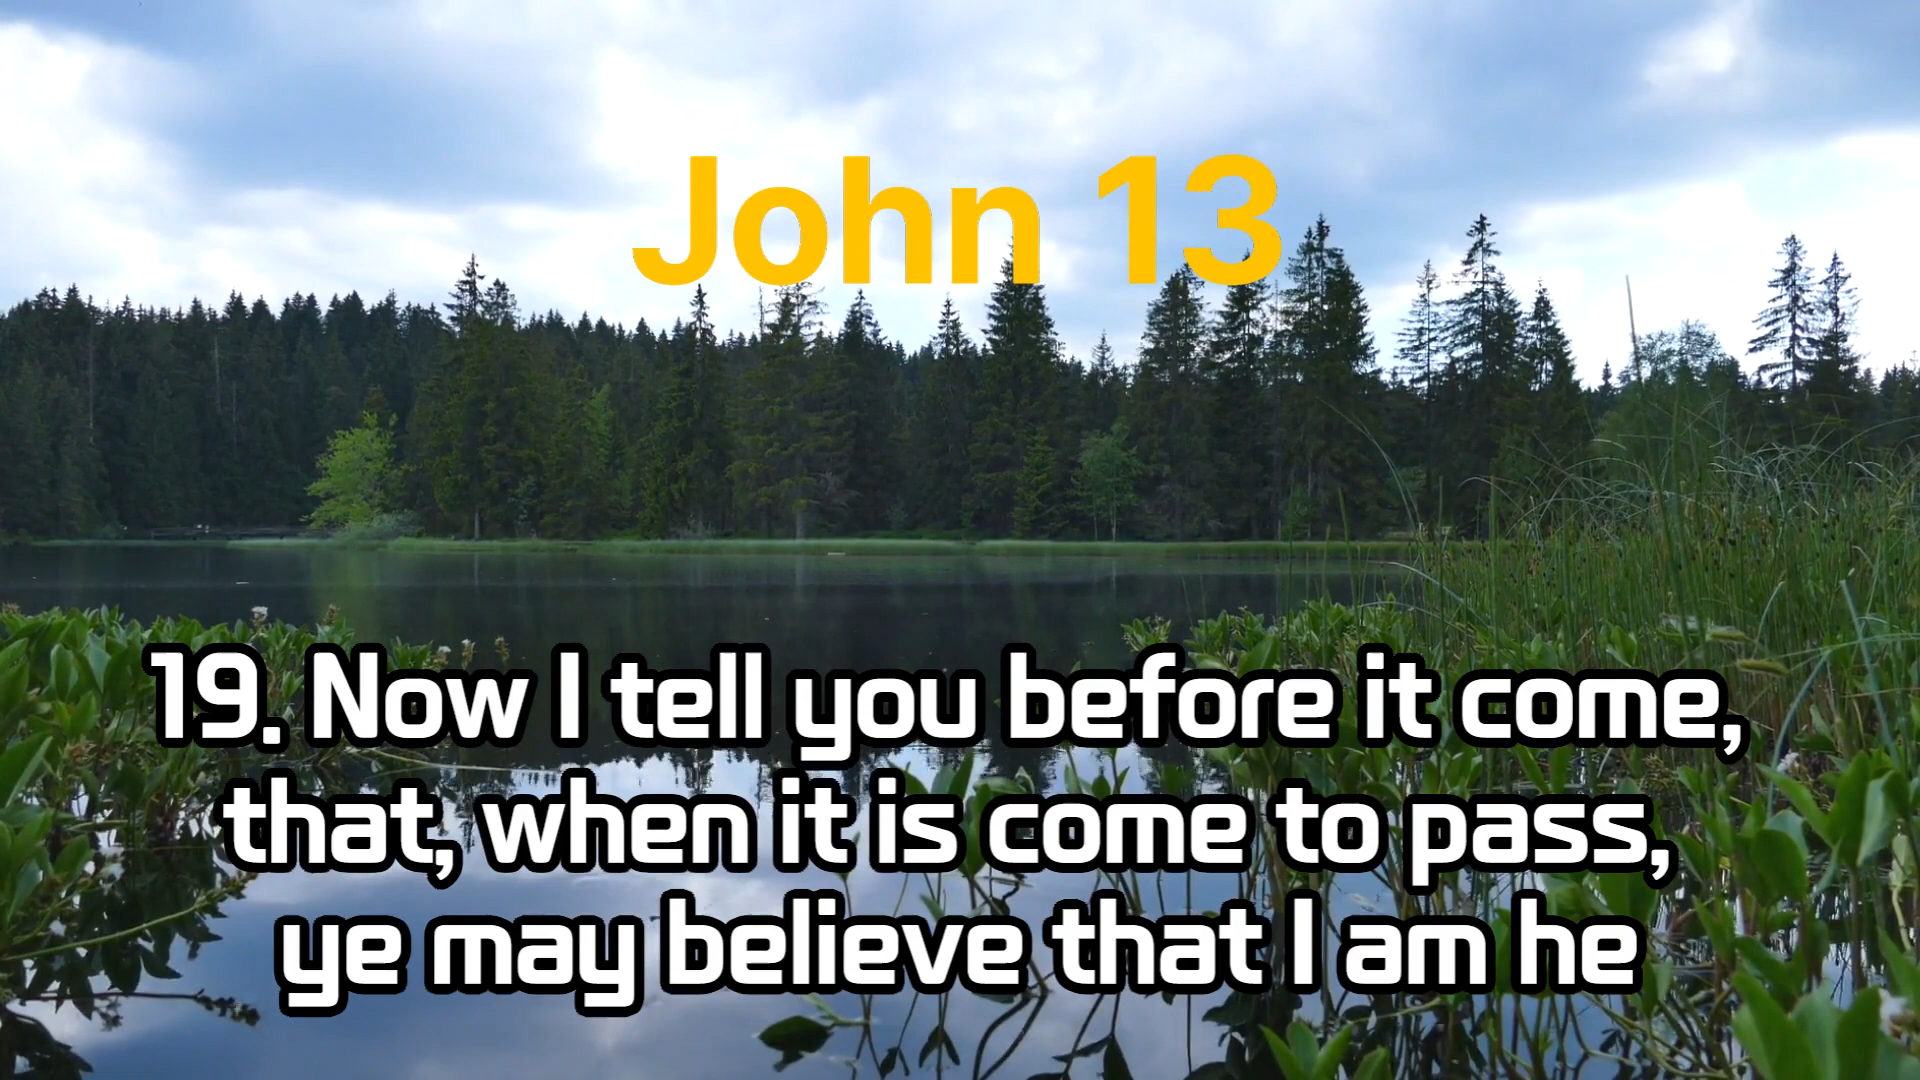 John 13
19. Now I tell you before it come,
that, when it is come to pass,
ye may believe that I am he